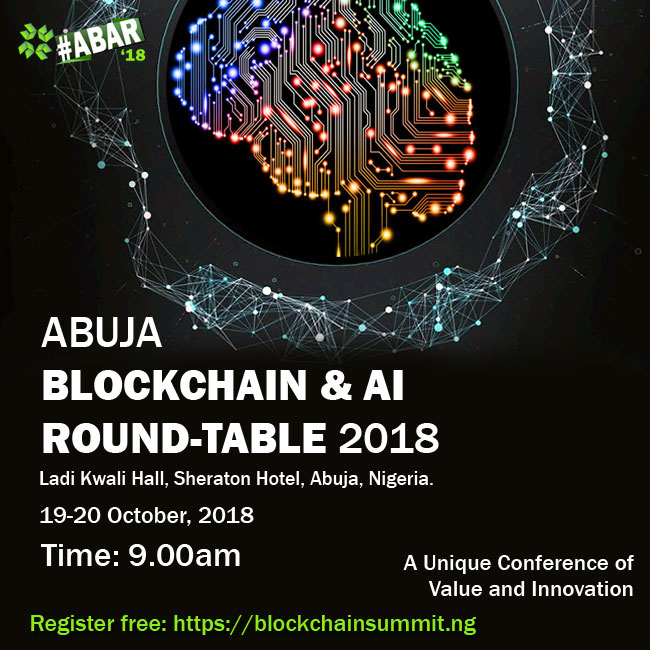 #ABAR
'18
ABUJA
BLOCKCHAIN & AI
ROUND-TABLE 2018
Ladi Kwali Hall, Sheraton Hotel, Abuja, Nigeria.
19-20 October, 2018
Time: 9.00am
A Unique Conference of
Value and Innovation
Register free: https://blockchainsummit.ng